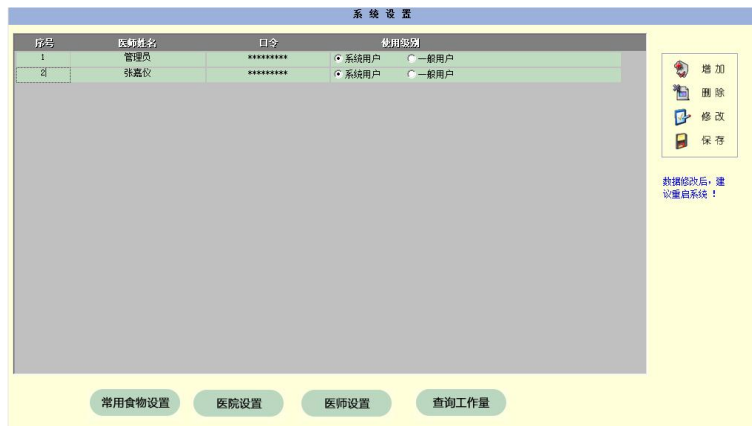 系 统 设 置
序号 医师姓名 口令 使用级别
1 管理员 ********* 系统用户 一般用户
2 张嘉仪 ********* 系统用户 一般用户
增 加
删 除
修 改
保 存
数据修改后，建
议重启系统！
常用食物设置 医院设置 医师设置 查询工作量